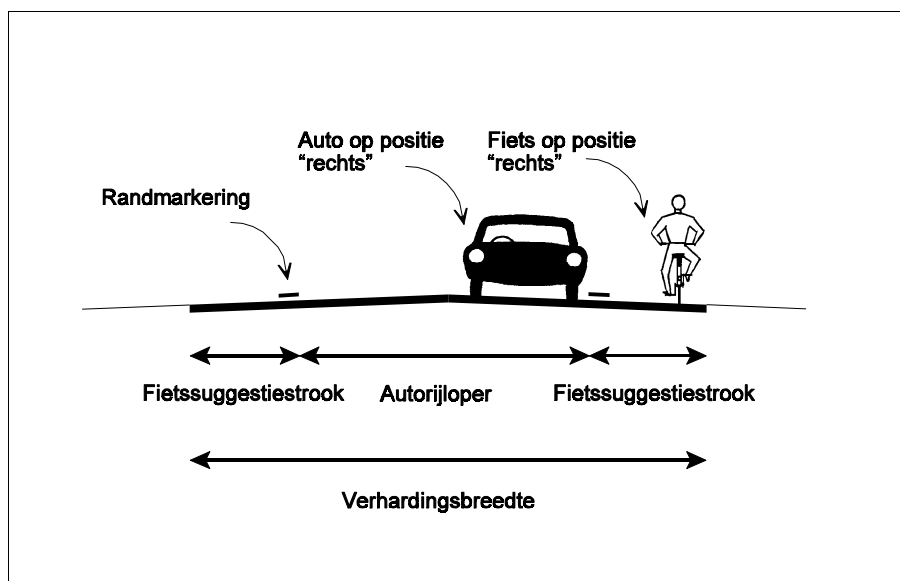 Auto op positie
“rechts”
Fiets op positie
“rechts”
Randmarkering
Fietssuggestiestrook
Autorijloper
Fietssuggestiestrook
Verhardingsbreedte